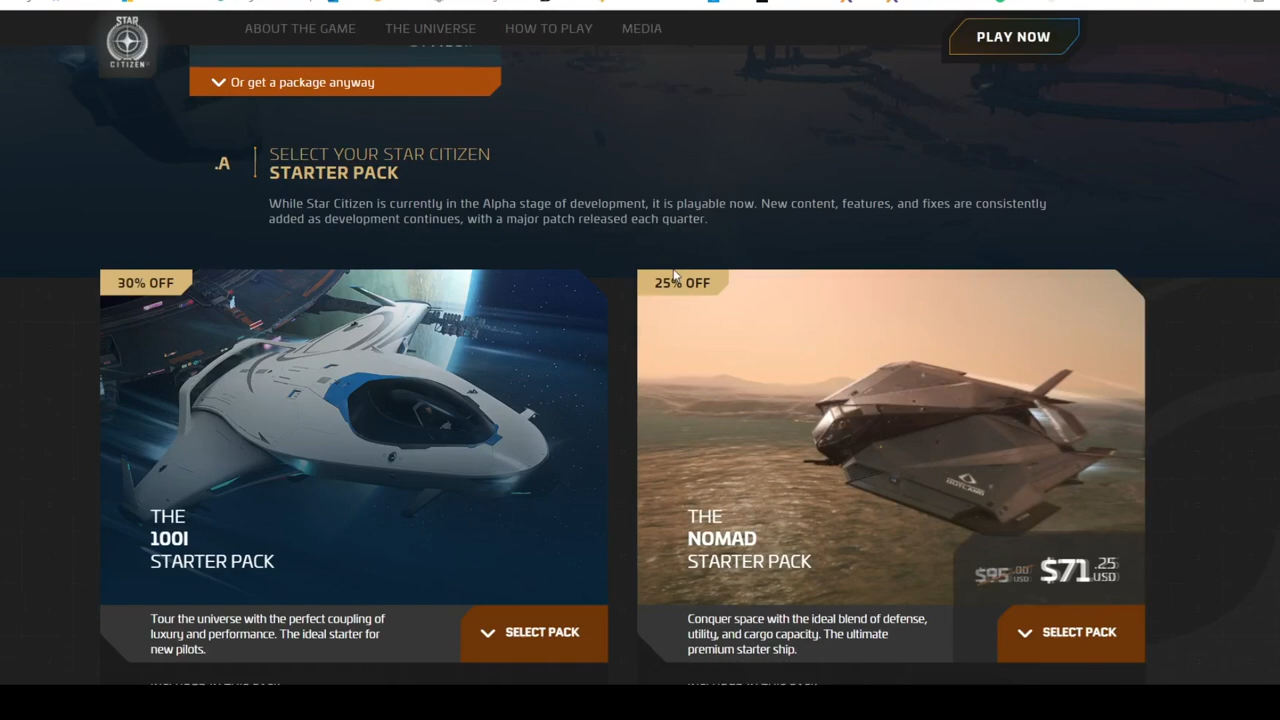 STAR
CITIZEN
ABOUT THE GAME
THE UNIVERSE
HOW TO PLAY
MEDIA
PLAY NOW
Or get a package anyway
.A
SELECT YOUR STAR CITIZEN
STARTER PACK
While Star Citizen is currently in the Alpha stage of development, it is playable now. New content, features, and fixes are consistently
added as development continues, with a major patch released each quarter.
30% OFF
THE
100I
STARTER PACK
Tour the universe with the perfect coupling of
luxury and performance. The ideal starter for
new pilots.
SELECT PACK
25% OFF
OUTLAND
THE
NOMAD
STARTER PACK
$95.00 USD
$71.25 USD
Conquer space with the ideal blend of defense,
utility, and cargo capacity. The ultimate
premium starter ship.
SELECT PACK